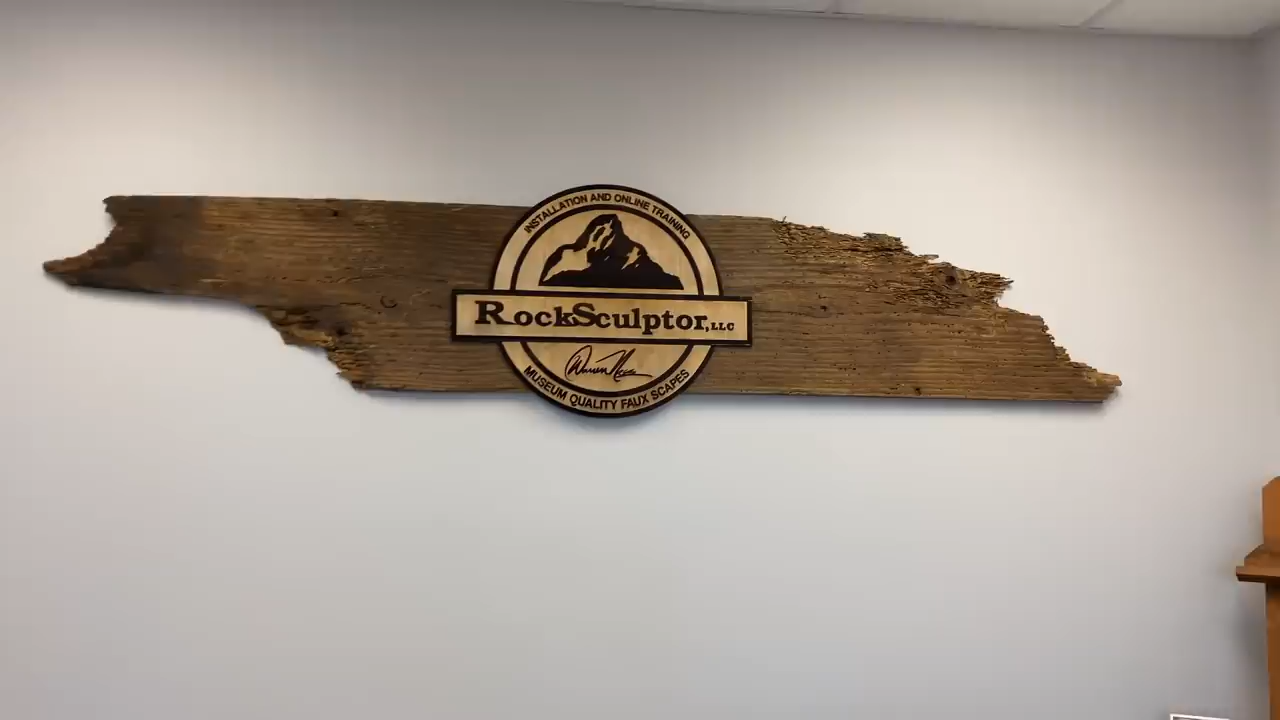 INSTALLATION AND ONLINE TRAINING
RockSculptor, LLC
MUSEUM QUALITY FAUX SCAPES